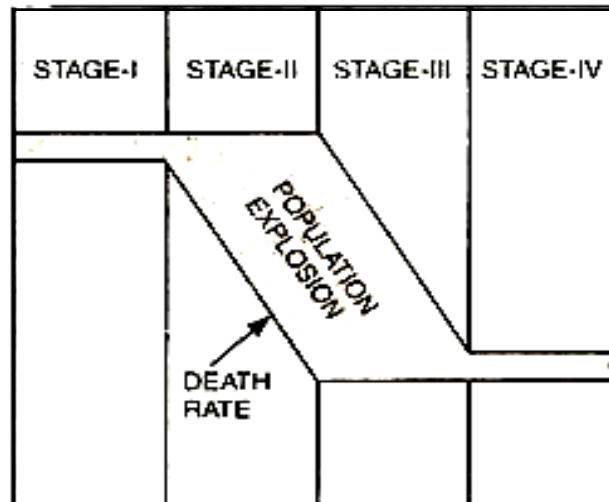 STAGE-I
STAGE-II
STAGE-III
STAGE-IV
POPULATION
EXPLOSION
DEATH
RATE